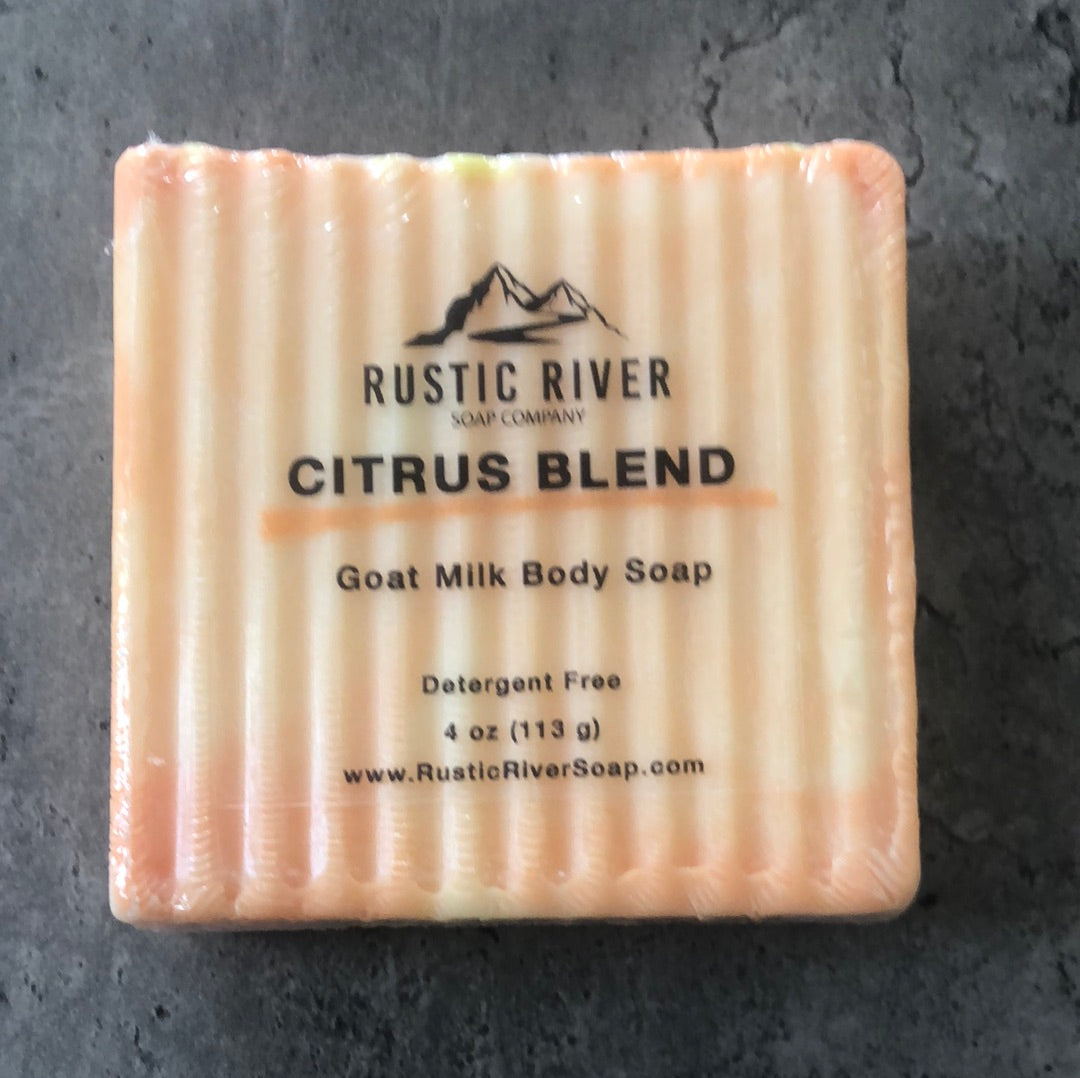 RUSTIC RIVER
SOAP COMPANY
CITRUS BLEND
Goat Milk Body Soap
Detergent Free
4 oz (113 g)
www.RusticRiverSoap.com